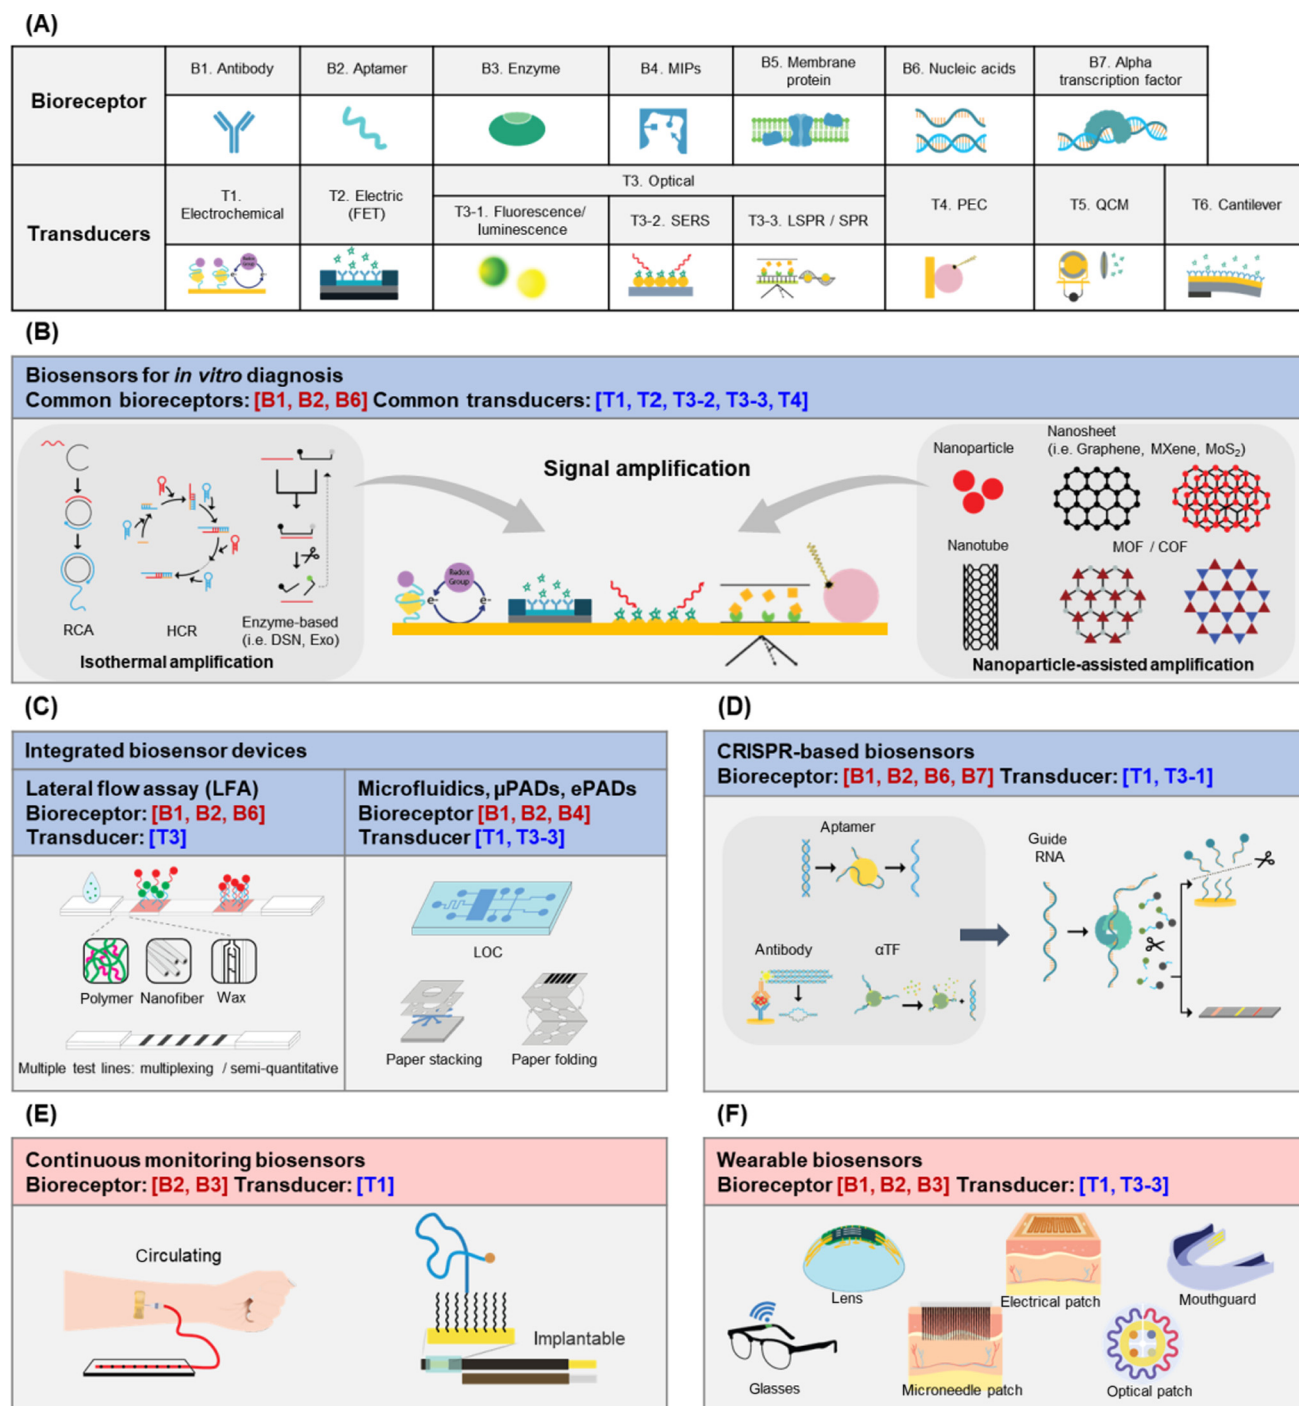 (A)
Bioreceptor
B1. Antibody
B2. Aptamer
B3. Enzyme
B4. MIPs
B5. Membrane
protein
B6. Nucleic acids
B7. Alpha
transcription factor
Transducers
T1.
Electrochemical
T2. Electric
(FET)
T3. Optical
T3-1. Fluorescence/
luminescence
T3-2. SERS
T3-3. LSPR / SPR
T4. PEC
T5. QCM
T6. Cantilever
Redox
Group
e-
e-
(B)
Biosensors for in vitro diagnosis
Common bioreceptors: [B1, B2, B6] Common transducers: [T1, T2, T3-2, T3-3, T4]
RCA
HCR
Enzyme-based
(i.e. DSN, Exo)
Isothermal amplification
Signal amplification
Redox
Group
e-
e-
Nanoparticle
Nanosheet
(i.e. Graphene, MXene, MoS₂)
Nanotube
MOF / COF
Nanoparticle-assisted amplification
(C)
Integrated biosensor devices
Lateral flow assay (LFA)
Bioreceptor: [B1, B2, B6]
Transducer: [T3]
Polymer
Nanofiber
Wax
Multiple test lines: multiplexing / semi-quantitative
Microfluidics, µPADs, ePADs
Bioreceptor [B1, B2, B4]
Transducer [T1, T3-3]
LOC
Paper stacking
Paper folding
(D)
CRISPR-based biosensors
Bioreceptor: [B1, B2, B6, B7] Transducer: [T1, T3-1]
Aptamer
Antibody
αTF
+
Guide
RNA
(E)
Continuous monitoring biosensors
Bioreceptor: [B2, B3] Transducer: [T1]
Circulating
Implantable
(F)
Wearable biosensors
Bioreceptor [B1, B2, B3] Transducer: [T1, T3-3]
Lens
Electrical patch
Mouthguard
Glasses
Microneedle patch
Optical patch